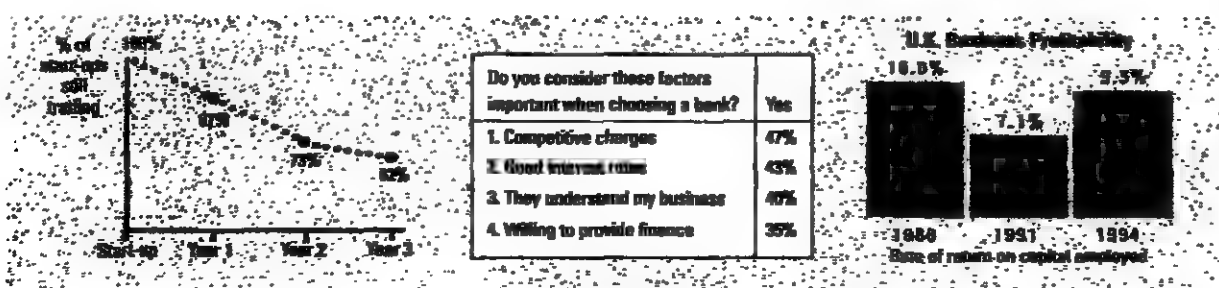 % of
start-ups
still
trading
100%
87%
73%
62%
Start-up Year 1 Year 2 Year 3
Do you consider these factors
important when choosing a bank? Yes
1. Competitive charges 47%
2. Good interest rates 43%
3. They understand my business 40%
4. Willing to provide finance 35%
U.K. Business Profitability
7.1%
9.5%
1991 1994
Rate of return on capital employed